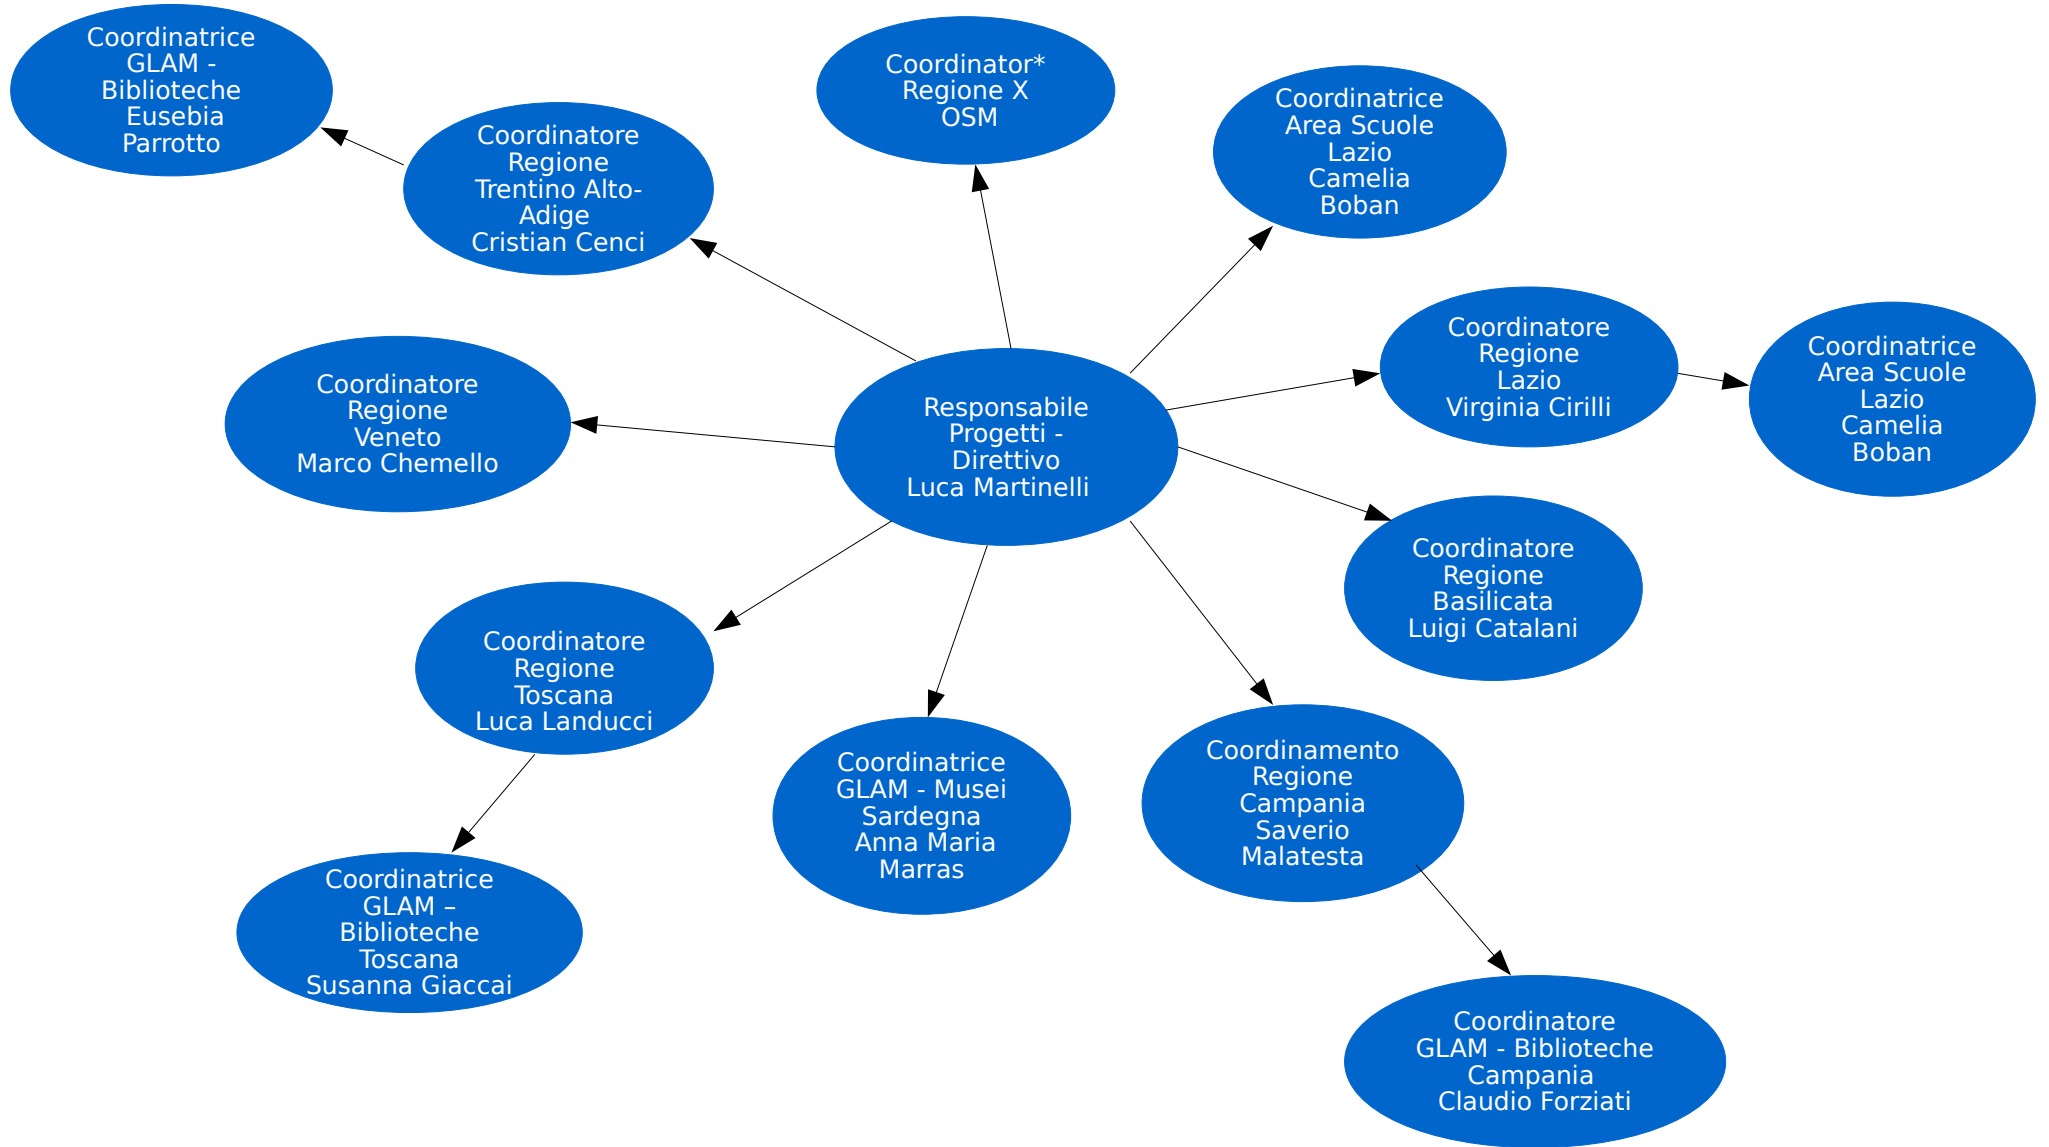 Coordinatrice
GLAM -
Biblioteche
Eusebia
Parrotto
Coordinatore
Regione
Trentino Alto-
Adige
Cristian Cenci
Coordinator*
Regione X
OSM
Coordinatrice
Area Scuole
Lazio
Camelia
Boban
Coordinatore
Regione
Lazio
Virginia Cirilli
Coordinatrice
Area Scuole
Lazio
Camelia
Boban
Coordinatore
Regione
Veneto
Marco Chemello
Responsabile
Progetti -
Direttivo
Luca Martinelli
Coordinatore
Regione
Basilicata
Luigi Catalani
Coordinatore
Regione
Toscana
Luca Landucci
Coordinatrice
GLAM - Musei
Sardegna
Anna Maria
Marras
Coordinamento
Regione
Campania
Saverio
Malatesta
Coordinatrice
GLAM –
Biblioteche
Toscana
Susanna Giaccai
Coordinatore
GLAM - Biblioteche
Campania
Claudio Forziati